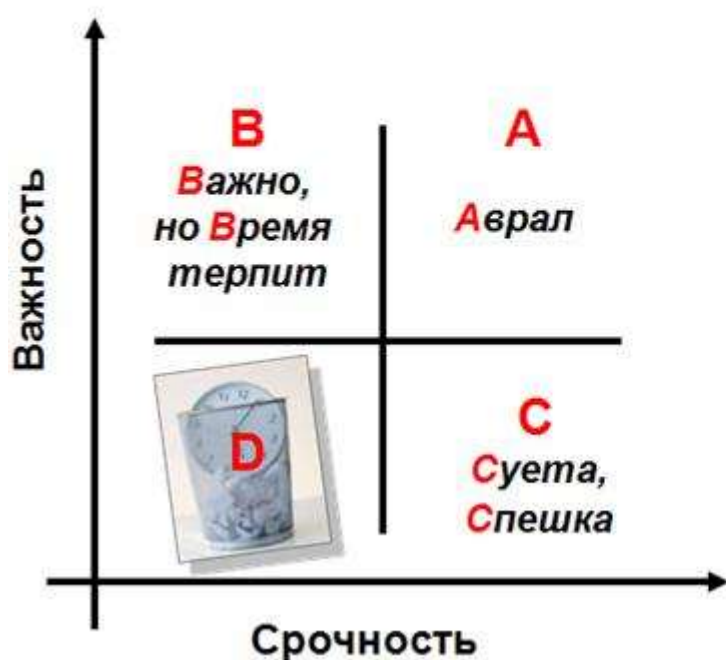 Важность
B
Важно,
но Время
терпит
A
Аврал
D
C
Суета,
Спешка
Срочность